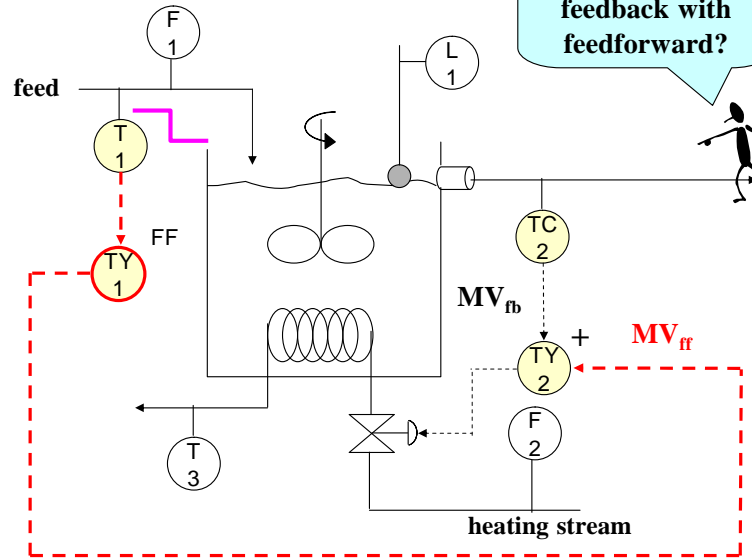 feedback with
feedforward?
F
1
L
1
feed
T
1
FF
TY
1
TC
2
MVfb
+
MVff
TY
2
F
2
T
3
heating stream